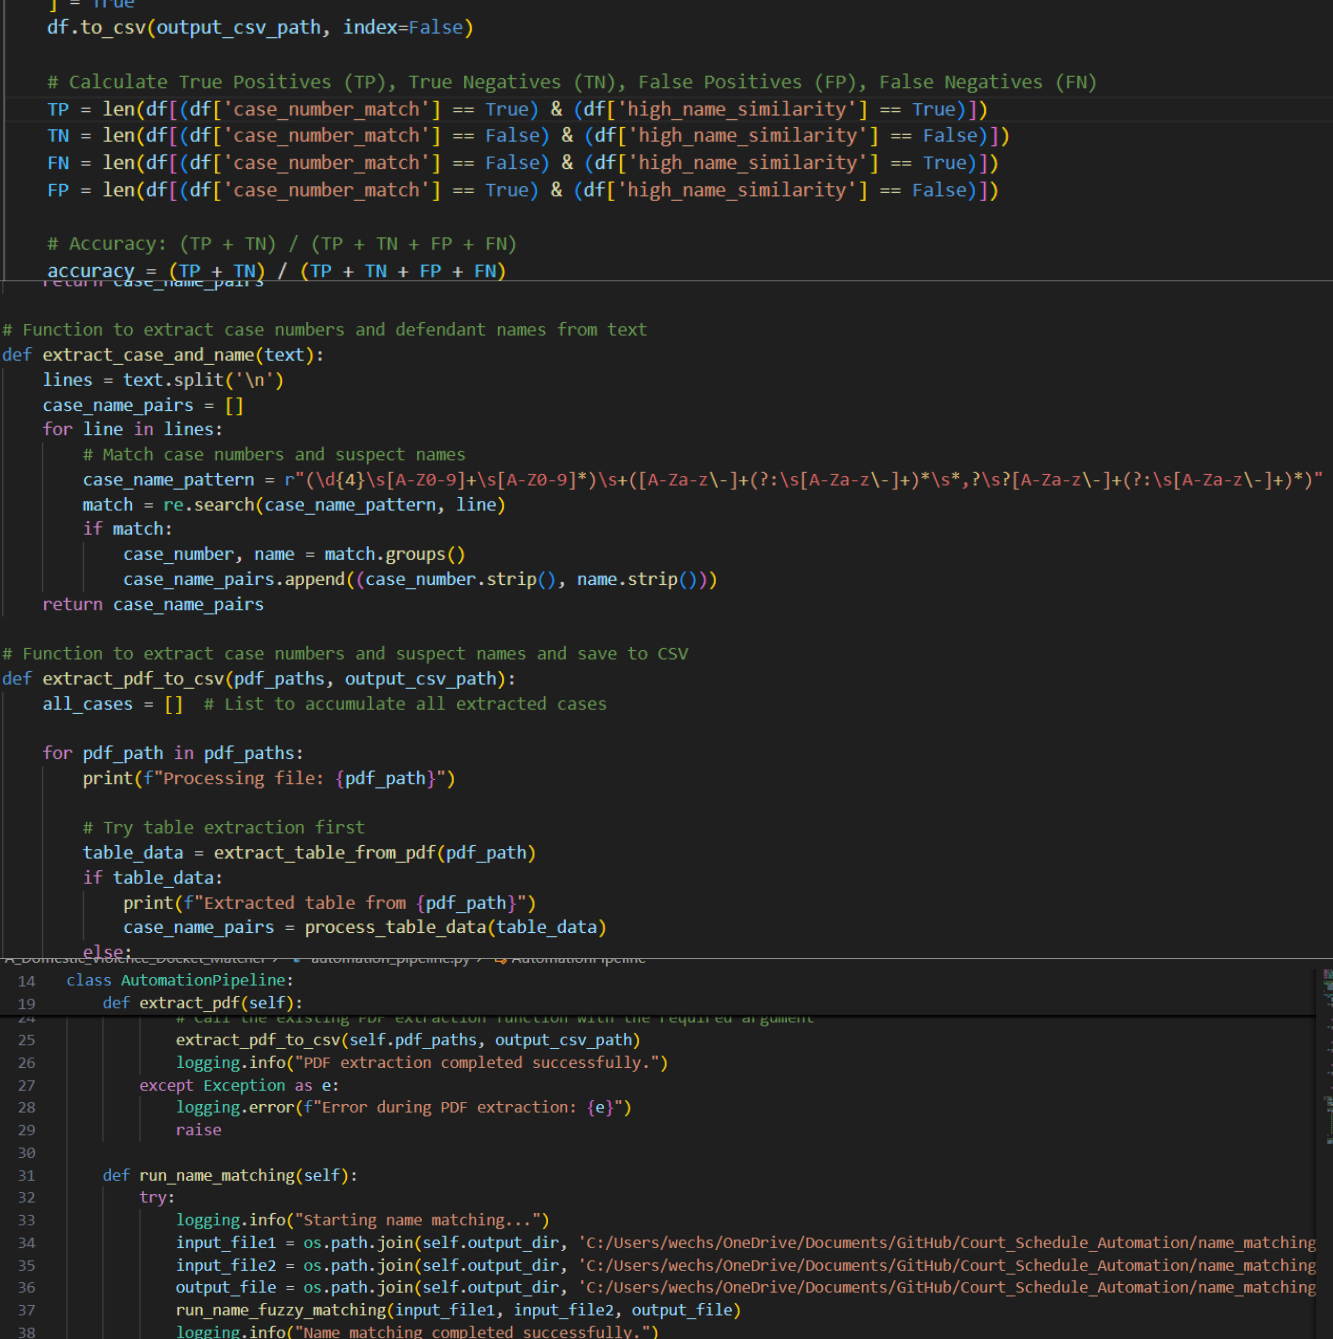 ] = True
df.to_csv(output_csv_path, index=False)
# Calculate True Positives (TP), True Negatives (TN), False Positives (FP), False Negatives (FN)
TP = len(df[(df['case_number_match'] == True) & (df['high_name_similarity'] == True)])
TN = len(df[(df['case_number_match'] == False) & (df['high_name_similarity'] == False)])
FN = len(df[(df['case_number_match'] == False) & (df['high_name_similarity'] == True)])
FP = len(df[(df['case_number_match'] == True) & (df['high_name_similarity'] == False)])
# Accuracy: (TP + TN) / (TP + TN + FP + FN)
accuracy = (TP + TN) / (TP + TN + FP + FN)
return case_name_pairs
# Function to extract case numbers and defendant names from text
def extract_case_and_name(text):
lines = text.split('\n')
case_name_pairs = []
for line in lines:
# Match case numbers and suspect names
case_name_pattern = r"(\d{4}\s[A-Z0-9]+\s[A-Z0-9]*)\s+([A-Za-z\-]+(?:\s[A-Za-z\-]+)*\s*,?\s?[A-Za-z\-]+(?:\s[A-Za-z\-]+)*)"
match = re.search(case_name_pattern, line)
if match:
case_number, name = match.groups()
case_name_pairs.append((case_number.strip(), name.strip()))
return case_name_pairs
# Function to extract case numbers and suspect names and save to CSV
def extract_pdf_to_csv(pdf_paths, output_csv_path):
all_cases = []  # List to accumulate all extracted cases
for pdf_path in pdf_paths:
print(f"Processing file: {pdf_path}")
# Try table extraction first
table_data = extract_table_from_pdf(pdf_path)
if table_data:
print(f"Extracted table from {pdf_path}")
case_name_pairs = process_table_data(table_data)
else:
A_Domestic_Violence_Docket_Matcher > automation_pipeline.py > AutomationPipeline
14 class AutomationPipeline:
19 def extract_pdf(self):
24 # Call the existing PDF extraction function with the required argument
25 extract_pdf_to_csv(self.pdf_paths, output_csv_path)
26 logging.info("PDF extraction completed successfully.")
27 except Exception as e:
28 logging.error(f"Error during PDF extraction: {e}")
29 raise
30
31 def run_name_matching(self):
32 try:
33 logging.info("Starting name matching...")
34 input_file1 = os.path.join(self.output_dir, 'C:/Users/wechs/OneDrive/Documents/GitHub/Court_Schedule_Automation/name_matching
35 input_file2 = os.path.join(self.output_dir, 'C:/Users/wechs/OneDrive/Documents/GitHub/Court_Schedule_Automation/name_matching
36 output_file = os.path.join(self.output_dir, 'C:/Users/wechs/OneDrive/Documents/GitHub/Court_Schedule_Automation/name_matching
37 run_name_fuzzy_matching(input_file1, input_file2, output_file)
38 logging.info("Name matching completed successfully.")